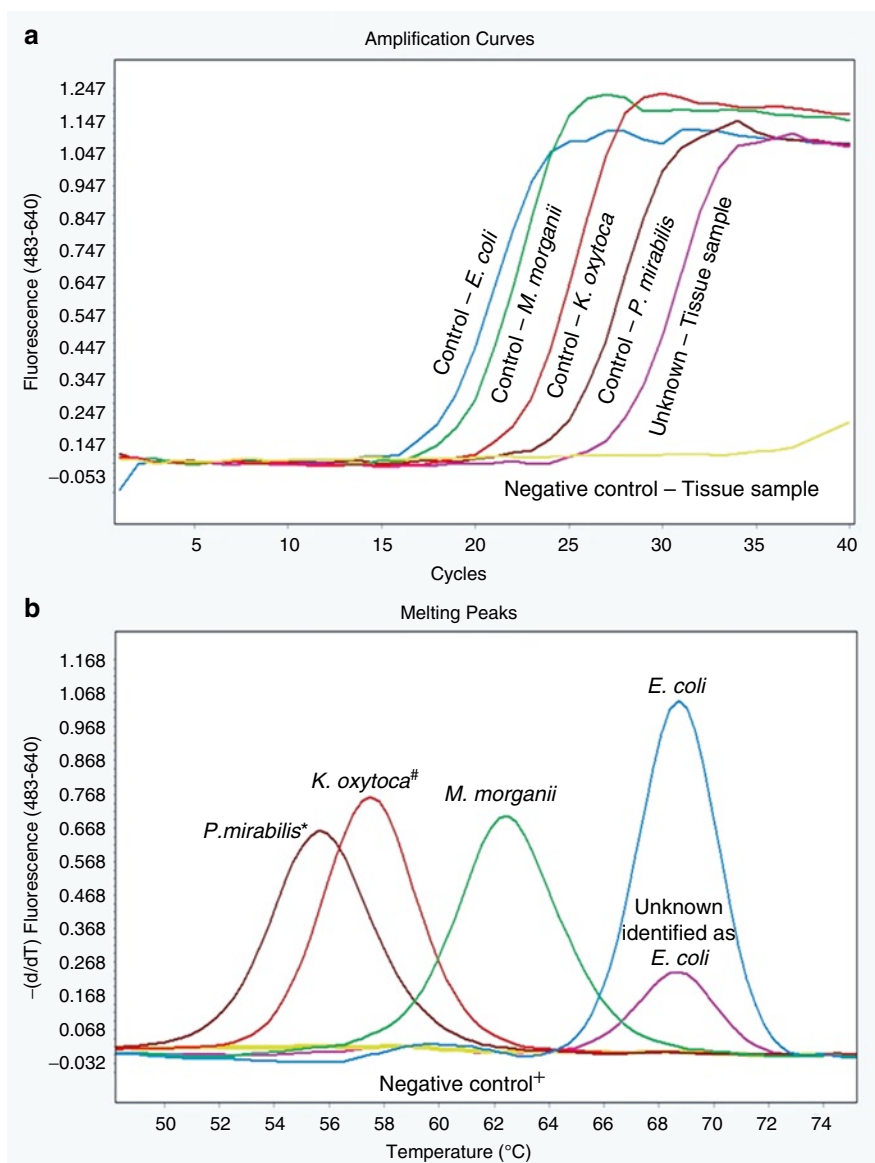 a
Amplification Curves
1.247
1.147
1.047
0.947
0.847
0.747
0.647
0.547
0.447
0.347
0.247
0.147
−0.053
Fluorescence (483-640)
Control – E. coli
Control – M. morganii
Control – K. oxytoca
Control – P. mirabilis
Unknown – Tissue sample
Negative control – Tissue sample
5 10 15 20 25 30 35 40
Cycles
b
Melting Peaks
1.168
1.068
0.968
0.868
0.768
0.668
0.568
0.468
0.368
0.268
0.168
0.068
−0.032
−(d/dT) Fluorescence (483-640)
E. coli
K. oxytoca#
M. morganii
P.mirabilis*
Unknown
identified as
E. coli
Negative control+
50 52 54 56 58 60 62 64 66 68 70 72 74
Temperature (°C)